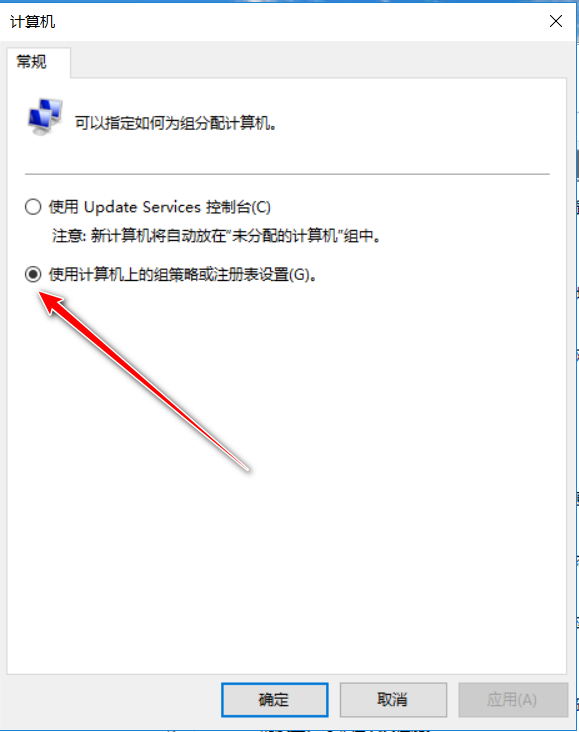 计算机
常规
可以指定如何为组分配计算机。
使用 Update Services 控制台(C)
注意: 新计算机将自动放在“未分配的计算机”组中。
使用计算机上的组策略或注册表设置(G)。
确定
取消
应用(A)